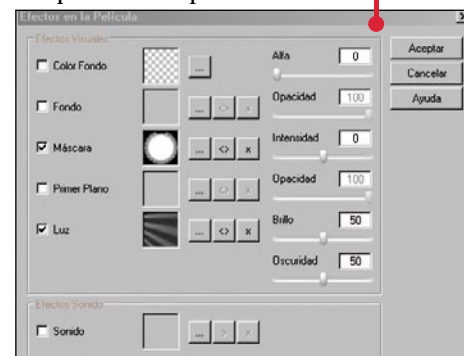 Efectos en la Película
Efectos Visuales
Color Fondo
...
Alfa 0
Aceptar
Cancelar
Ayuda
Fondo
... <> x
Opacidad 100
Máscara
... <> x
Intensidad 0
Primer Plano
... <> x
Opacidad 100
Luz
... <> x
Brillo 50
Oscuridad 50
Efectos Sonido
Sonido
... > x